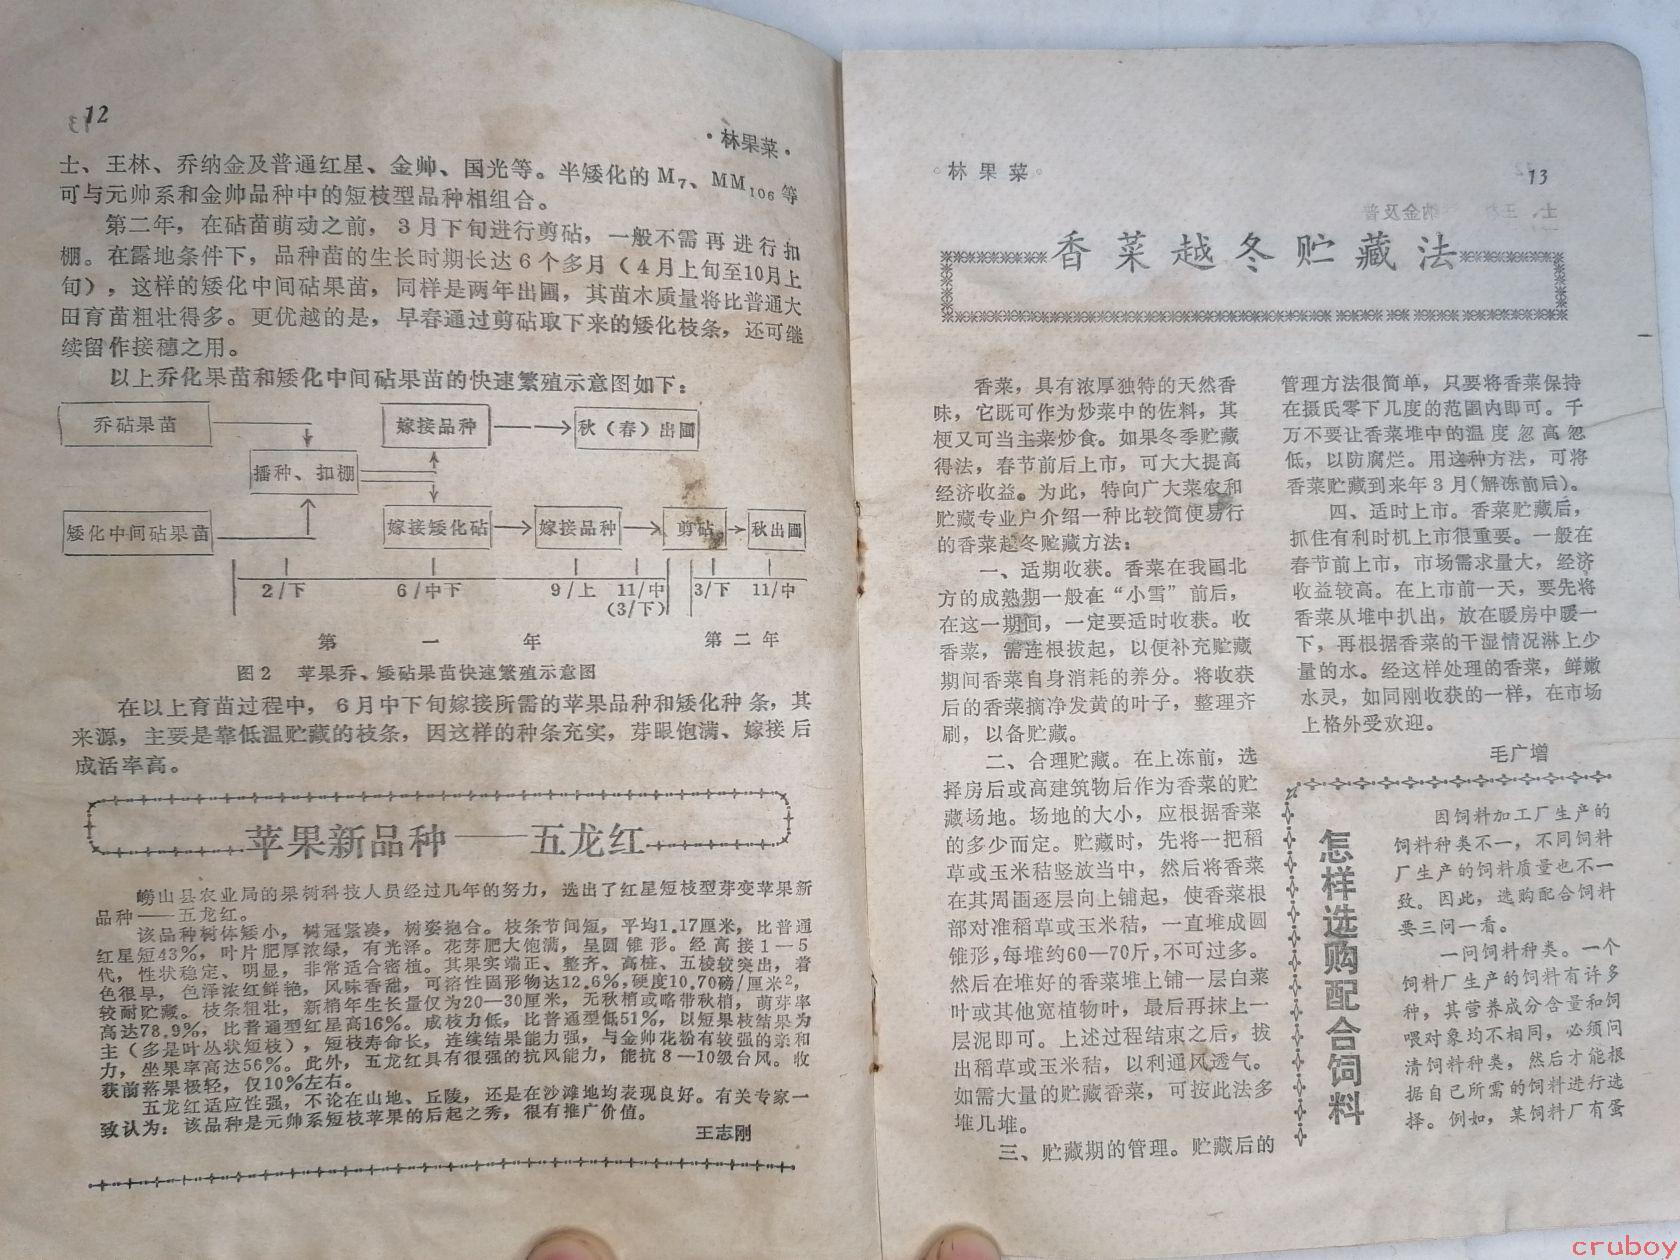 12
·林果菜·
士、王林、乔纳金及普通红星、金帅、国光等。半矮化的M₇、MM₁₀₆等
可与元帅系和金帅品种中的短枝型品种相组合。
第二年，在砧苗萌动之前，3月下旬进行剪砧，一般不需再进行扣
棚。在露地条件下，品种苗的生长时期长达6个多月（4月上旬至10月上
旬），这样的矮化中间砧果苗，同样是两年出圃，其苗木质量将比普通大
田育苗粗壮得多。更优越的是，早春通过剪砧取下来的矮化枝条，还可继
续留作接穗之用。
以上乔化果苗和矮化中间砧果苗的快速繁殖示意图如下：
乔砧果苗
嫁接品种
秋（春）出圃
播种、扣棚
矮化中间砧果苗
嫁接矮化砧
嫁接品种
剪砧
秋出圃
2/下
6/中下
9/上
11/中
(3/下)
3/下
11/中
第一年
第二年
图2 苹果乔、矮砧果苗快速繁殖示意图
在以上育苗过程中，6月中下旬嫁接所需的苹果品种和矮化种条，其
来源，主要是靠低温贮藏的枝条，因这样的种条充实，芽眼饱满、嫁接后
成活率高。
苹果新品种——五龙红
崂山县农业局的果树科技人员经过几年的努力，选出了红星短枝型芽变苹果新
品种——五龙红。
该品种树体矮小，树冠紧凑，树姿抱合。枝条节间短，平均1.17厘米，比普通
红星短43%，叶片肥厚浓绿，有光泽。花芽肥大饱满，呈圆锥形。经高接1—5
代，性状稳定、明显，非常适合密植。其果实端正、整齐、高桩、五棱较突出，着
色很早，色泽浓红鲜艳，风味香甜，可溶性固形物达12.6%，硬度10.70磅/厘米²，
较耐贮藏。枝条粗壮，新梢年生长量仅为20—30厘米，无秋梢或略带秋梢，萌芽率
高达78.9%，比普通型红星高16%。成枝力低，比普通型低51%，以短果枝结果为
主（多是叶丛状短枝），短枝寿命长，连续结果能力强，与金帅花粉有较强的亲和
力，坐果率高达56%。此外，五龙红具有很强的抗风能力，能抗8—10级台风。收
获前落果极轻，仅10%左右。
五龙红适应性强，不论在山地、丘陵，还是在沙滩地均表现良好。有关专家一
致认为：该品种是元帅系短枝苹果的后起之秀，很有推广价值。
王志刚
。林果菜。
13
香菜越冬贮藏法
香菜，具有浓厚独特的天然香
味，它既可作为炒菜中的佐料，其
梗又可当主菜炒食。如果冬季贮藏
得法，春节前后上市，可大大提高
经济收益。为此，特向广大菜农和
贮藏专业户介绍一种比较简便易行
的香菜越冬贮藏方法：
一、适期收获。香菜在我国北
方的成熟期一般在“小雪”前后，
在这一期间，一定要适时收获。收
香菜，需连根拔起，以便补充贮藏
期间香菜自身消耗的养分。将收获
后的香菜摘净发黄的叶子，整理齐
刷，以备贮藏。
二、合理贮藏。在上冻前，选
择房后或高建筑物后作为香菜的贮
藏场地。场地的大小，应根据香菜
的多少而定。贮藏时，先将一把稻
草或玉米秸竖放当中，然后将香菜
在其周围逐层向上铺起，使香菜根
部对准稻草或玉米秸，一直堆成圆
锥形，每堆约60—70斤，不可过多。
然后在堆好的香菜堆上铺一层白菜
叶或其他宽植物叶，最后再抹上一
层泥即可。上述过程结束之后，拔
出稻草或玉米秸，以利通风透气。
如需大量的贮藏香菜，可按此法多
堆几堆。
三、贮藏期的管理。贮藏后的
管理方法很简单，只要将香菜保持
在摄氏零下几度的范围内即可。千
万不要让香菜堆中的温度忽高忽
低，以防腐烂。用这种方法，可将
香菜贮藏到来年3月(解冻前后)。
四、适时上市。香菜贮藏后，
抓住有利时机上市很重要。一般在
春节前上市，市场需求量大，经济
收益较高。在上市前一天，要先将
香菜从堆中扒出，放在暖房中暖一
下，再根据香菜的干湿情况淋上少
量的水。经这样处理的香菜，鲜嫩
水灵，如同刚收获的一样，在市场
上格外受欢迎。
毛广增
怎样选购配合饲料
因饲料加工厂生产的
饲料种类不一，不同饲料
厂生产的饲料质量也不一
致。因此，选购配合饲料
要三问一看。
一问饲料种类。一个
饲料厂生产的饲料有许多
种，其营养成分含量和饲
喂对象均不相同，必须问
清饲料种类，然后才能根
据自己所需的饲料进行选
择。例如，某饲料厂有蛋
cruboy